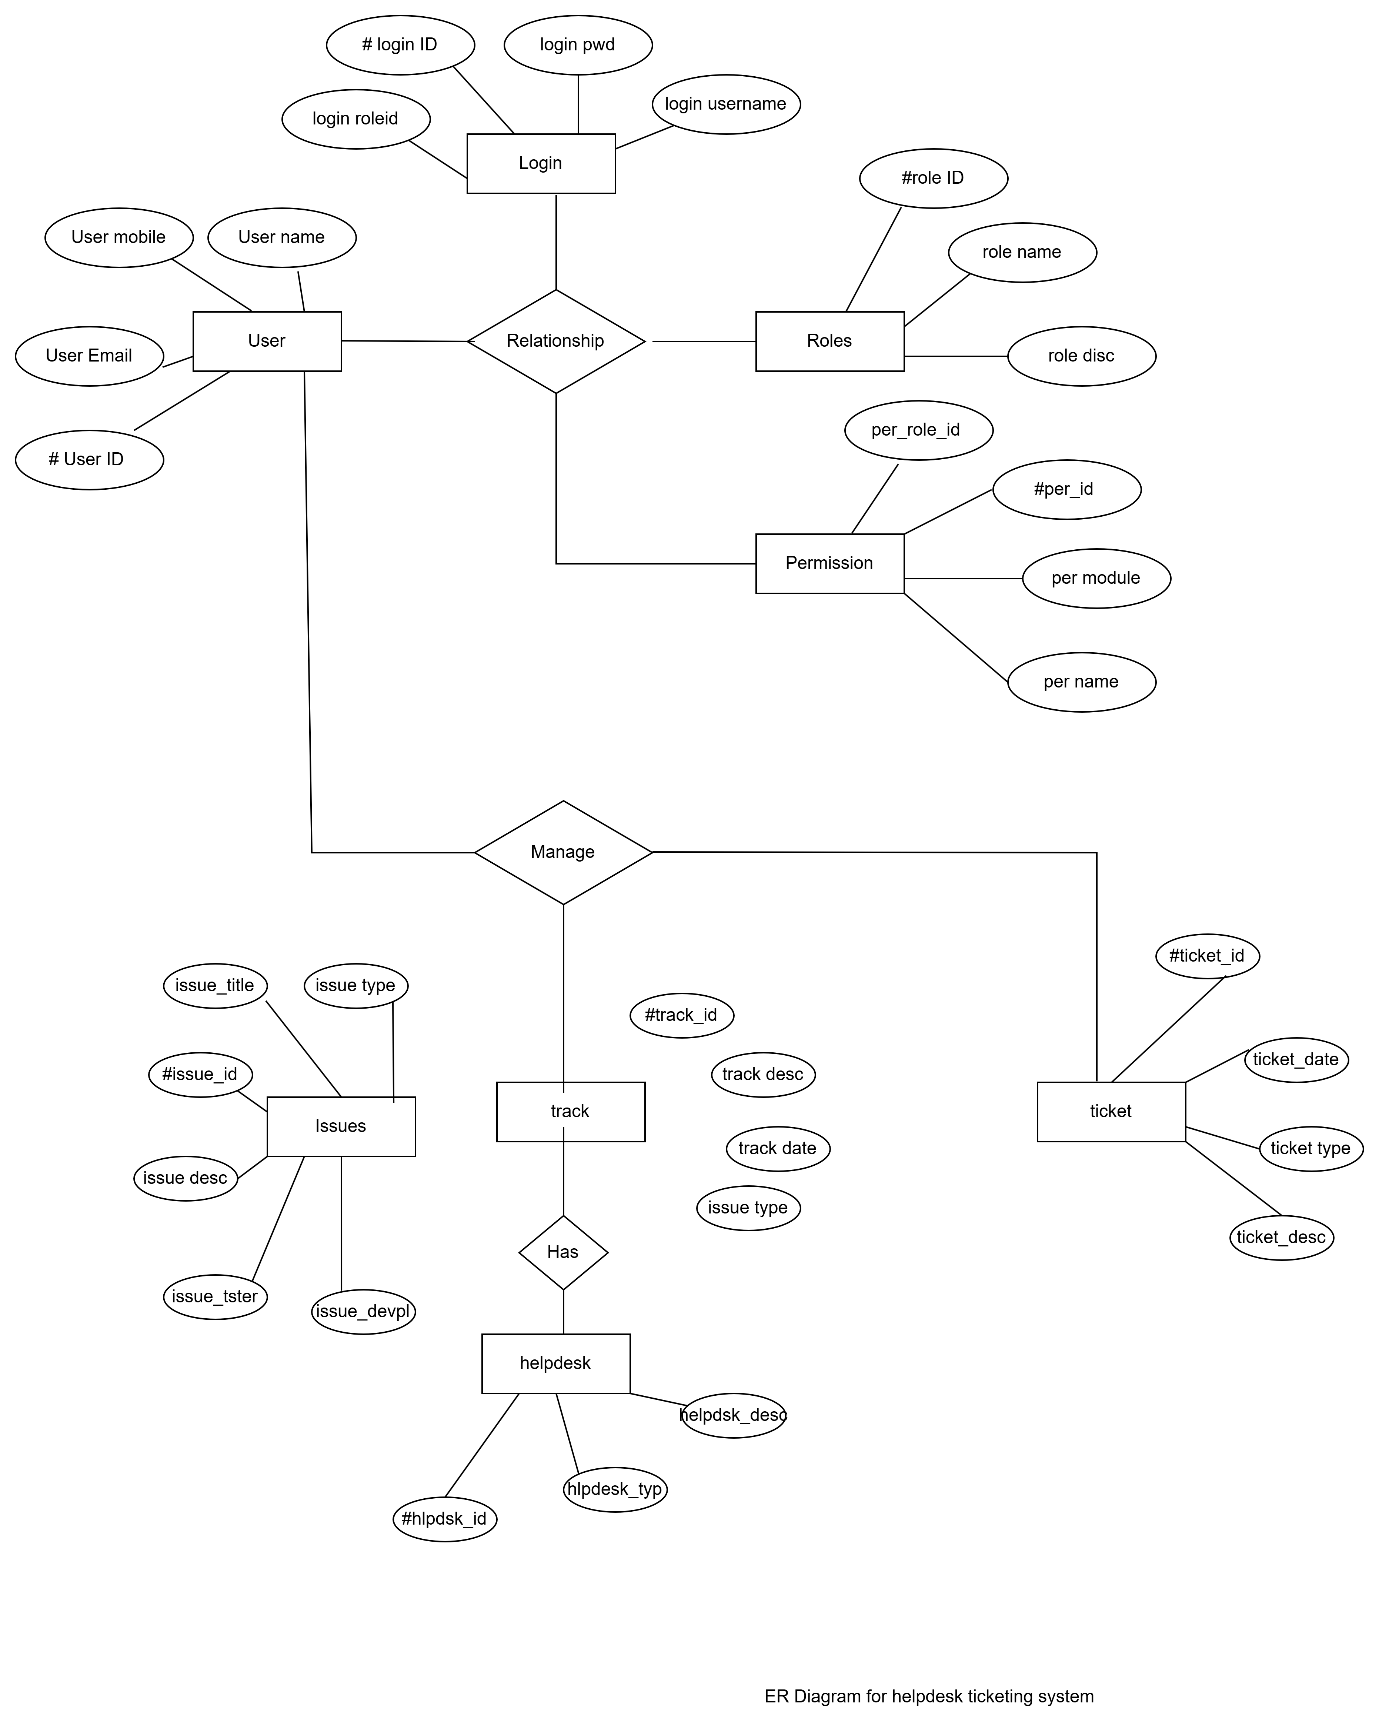 # login ID
login pwd
login username
login roleid
Login
#role ID
User mobile
User name
role name
User
Relationship
Roles
User Email
role disc
per_role_id
# User ID
#per_id
Permission
per module
per name
Manage
#ticket_id
issue_title
issue type
#track_id
ticket_date
#issue_id
track desc
track
ticket
Issues
track date
ticket type
issue desc
issue type
ticket_desc
Has
issue_tster
issue_devpl
helpdesk
helpdsk_desc
hlpdesk_typ
#hlpdsk_id
ER Diagram for helpdesk ticketing system